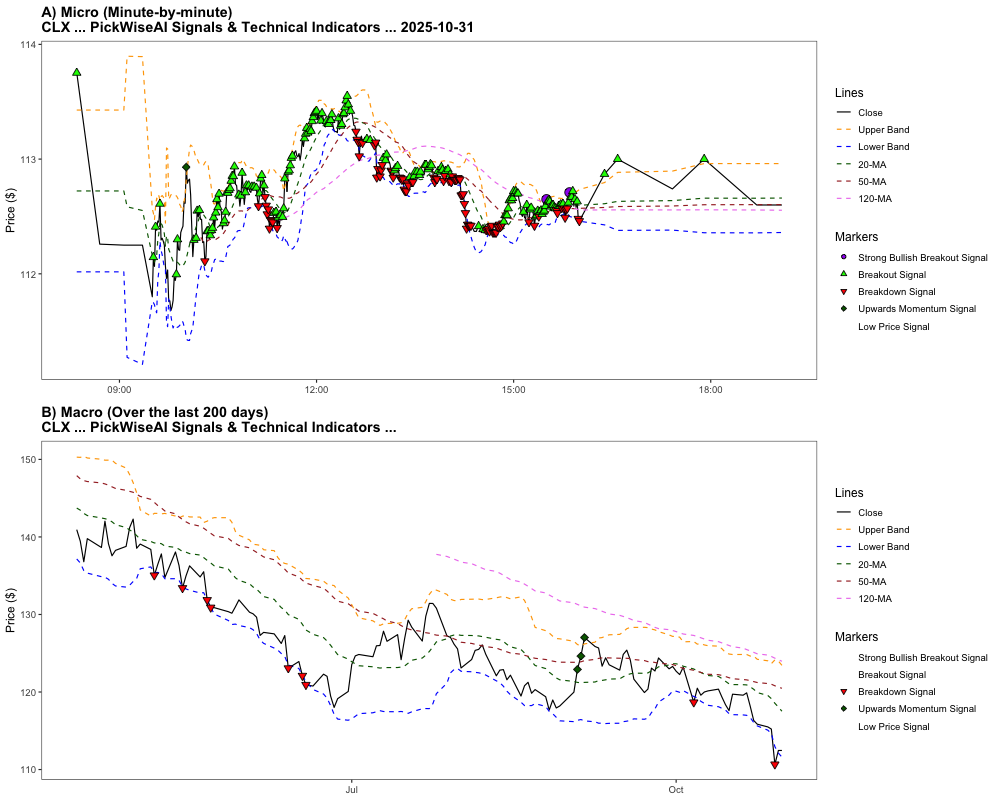 A) Micro (Minute-by-minute)
CLX ... PickWiseAI Signals & Technical Indicators ... 2025-10-31
114
113
112
Price ($)
09:00
12:00
15:00
18:00
Lines
Close
Upper Band
Lower Band
20-MA
50-MA
120-MA
Markers
Strong Bullish Breakout Signal
Breakout Signal
Breakdown Signal
Upwards Momentum Signal
Low Price Signal
B) Macro (Over the last 200 days)
CLX ... PickWiseAI Signals & Technical Indicators ...
150
140
130
120
110
Price ($)
Jul
Oct
Lines
Close
Upper Band
Lower Band
20-MA
50-MA
120-MA
Markers
Strong Bullish Breakout Signal
Breakout Signal
Breakdown Signal
Upwards Momentum Signal
Low Price Signal